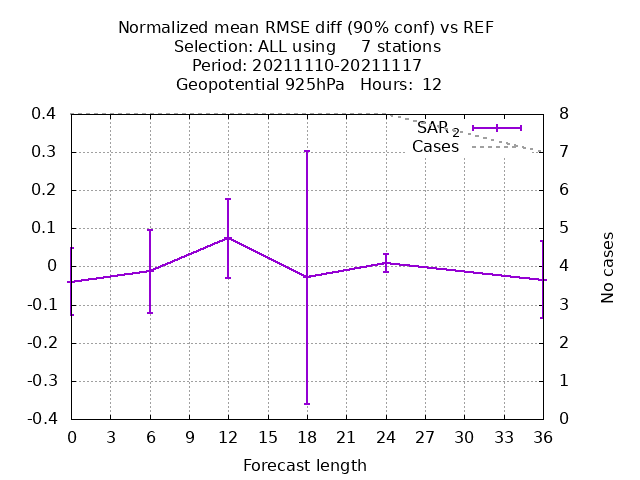 Normalized mean RMSE diff (90% conf) vs REF
Selection: ALL using     7 stations
Period: 20211110-20211117
Geopotential 925hPa   Hours:  12
0.4
0.3
0.2
0.1
0
-0.1
-0.2
-0.3
-0.4
8
7
6
5
4
3
2
1
0
SAR 2
Cases
No cases
0 3 6 9 12 15 18 21 24 27 30 33 36
Forecast length